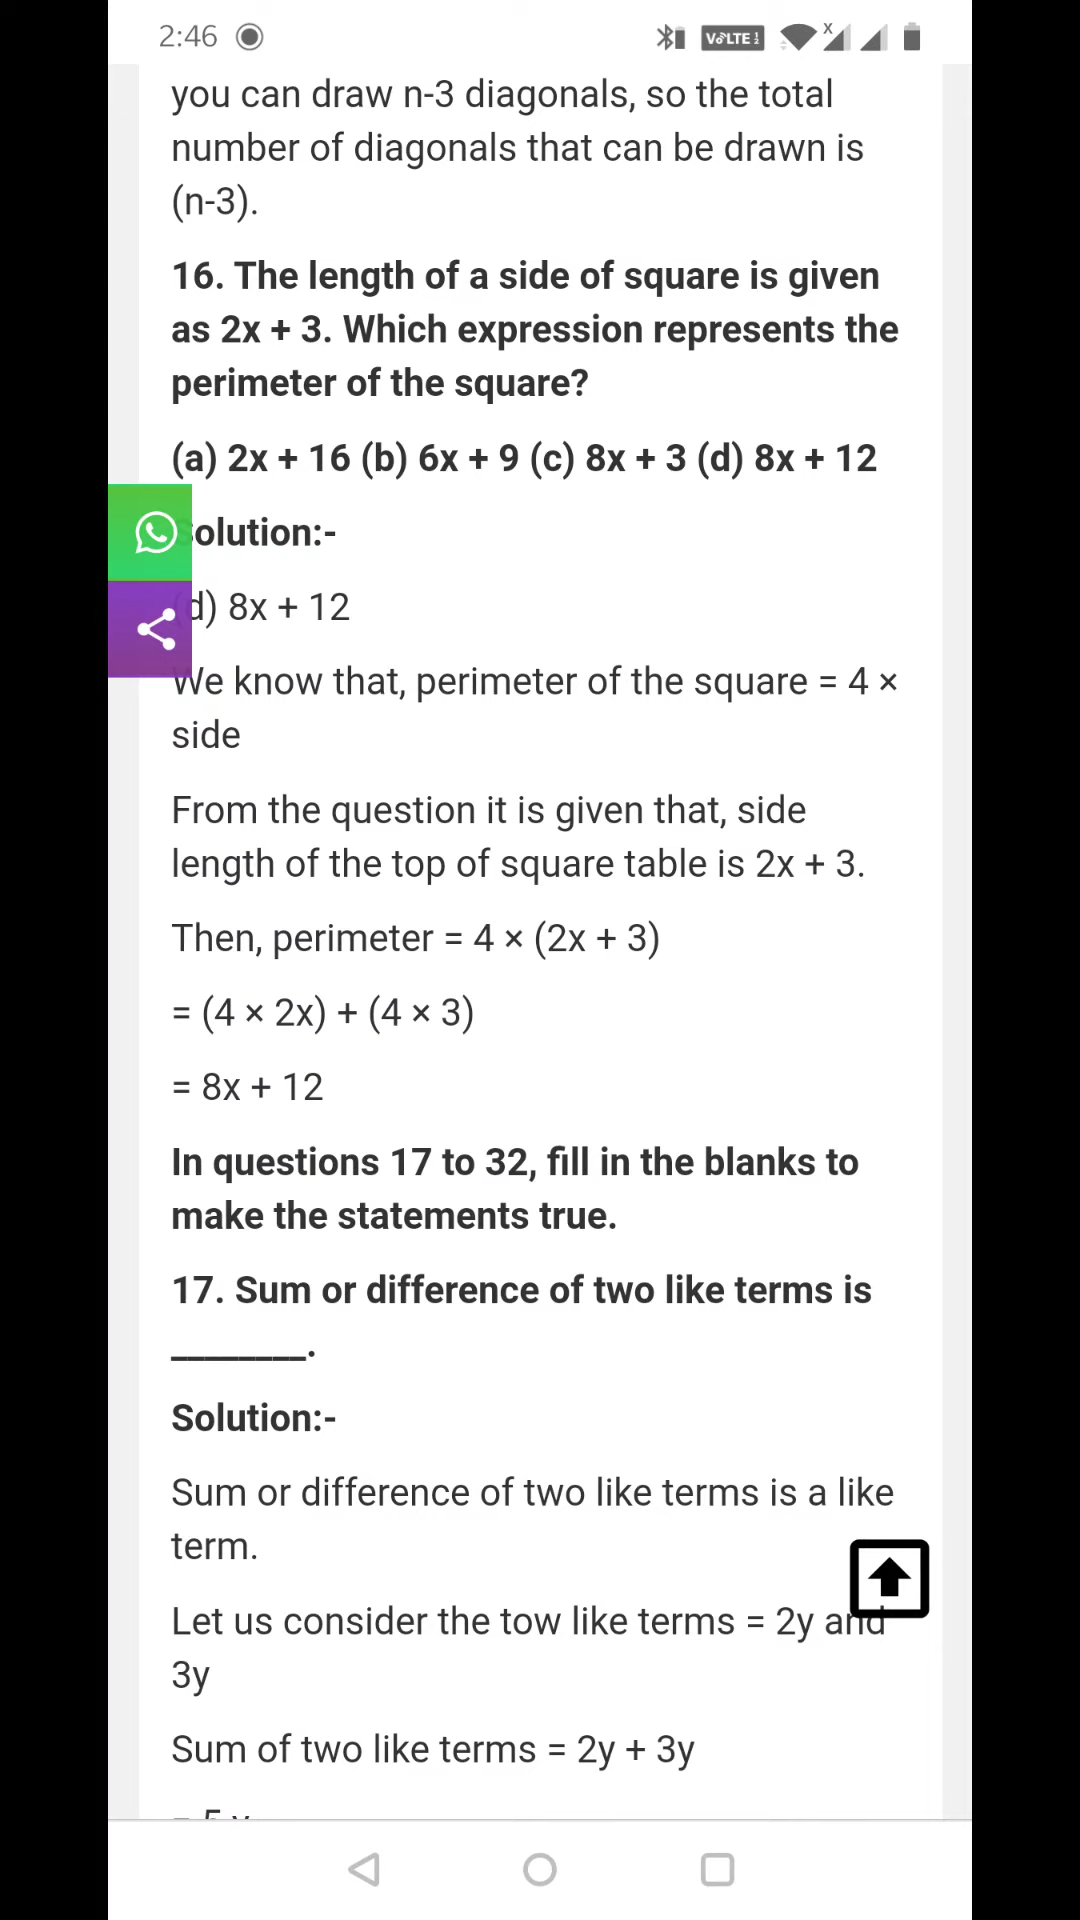 2:46
VoLTE 1 2
X
you can draw n-3 diagonals, so the total
number of diagonals that can be drawn is
(n-3).
16. The length of a side of square is given
as 2x + 3. Which expression represents the
perimeter of the square?
(a) 2x + 16 (b) 6x + 9 (c) 8x + 3 (d) 8x + 12
Solution:-
(d) 8x + 12
We know that, perimeter of the square = 4 ×
side
From the question it is given that, side
length of the top of square table is 2x + 3.
Then, perimeter = 4 × (2x + 3)
= (4 × 2x) + (4 × 3)
= 8x + 12
In questions 17 to 32, fill in the blanks to
make the statements true.
17. Sum or difference of two like terms is
________.
Solution:-
Sum or difference of two like terms is a like
term.
Let us consider the tow like terms = 2y and
3y
Sum of two like terms = 2y + 3y